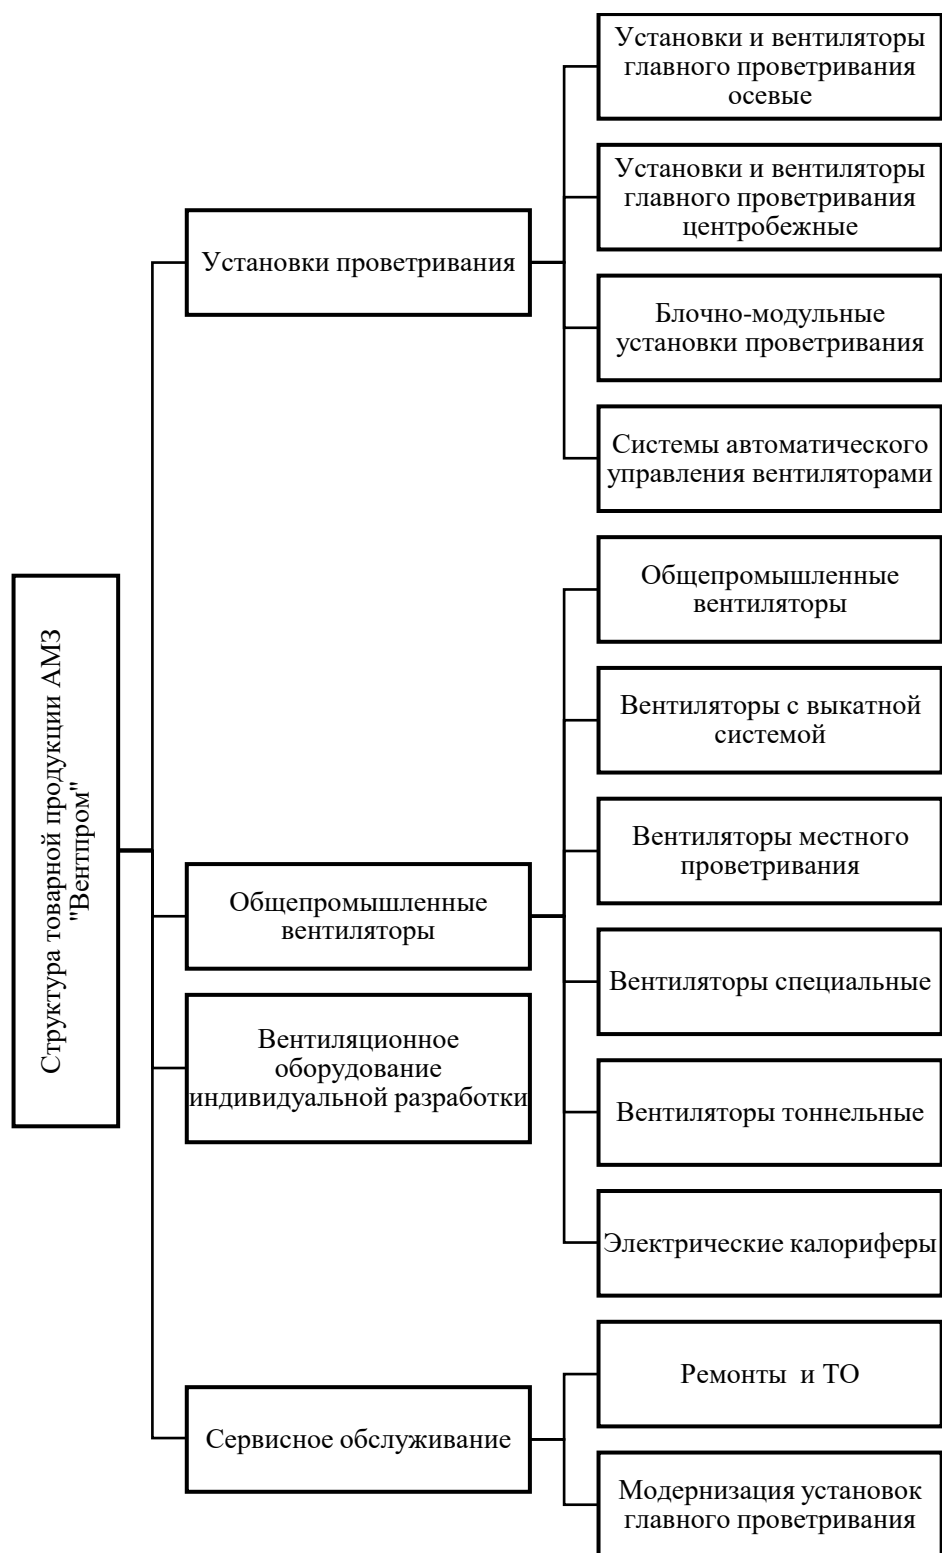 Структура товарной продукции АМЗ
"Вентпром"
Установки проветривания
Установки и вентиляторы
главного проветривания
осевые
Установки и вентиляторы
главного проветривания
центробежные
Блочно-модульные
установки проветривания
Системы автоматического
управления вентиляторами
Общепромышленные
вентиляторы
Общепромышленные
вентиляторы
Вентиляторы с выкатной
системой
Вентиляторы местного
проветривания
Вентиляторы специальные
Вентиляторы тоннельные
Электрические калориферы
Вентиляционное
оборудование
индивидуальной разработки
Сервисное обслуживание
Ремонты и ТО
Модернизация установок
главного проветривания